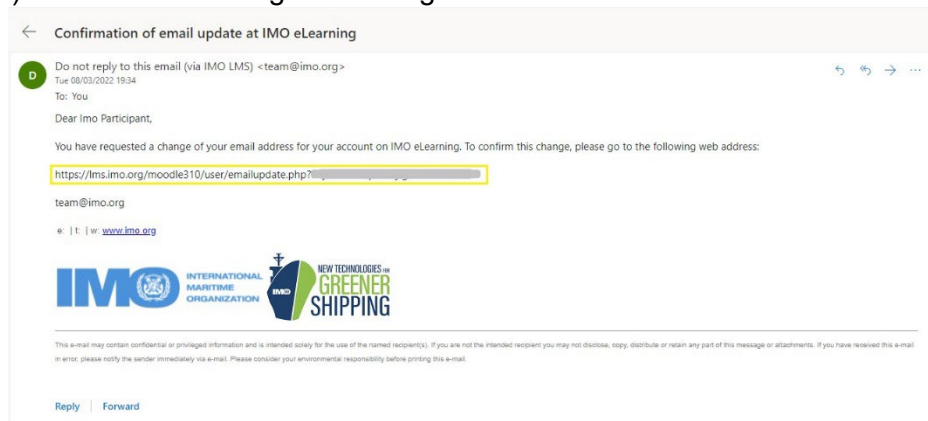 Confirmation of email update at IMO eLearning
D
Do not reply to this email (via IMO LMS) <team@imo.org>
Tue 08/03/2022 19:34
To: You
Dear Imo Participant,
You have requested a change of your email address for your account on IMO eLearning. To confirm this change, please go to the following web address:
https://lms.imo.org/moodle310/user/emailupdate.php?
team@imo.org
e: | t: | w: www.imo.org
IMO
INTERNATIONAL
MARITIME
ORGANIZATION
IMO
NEW TECHNOLOGIES FOR
GREENER
SHIPPING
This e-mail may contain confidential or privileged information and is intended solely for the use of the named recipient(s). If you are not the intended recipient you may not disclose, copy, distribute or retain any part of this message or attachments. If you have received this e-mail
in error, please notify the sender immediately via e-mail. Please consider your environmental responsibility before printing this e-mail.
Reply | Forward